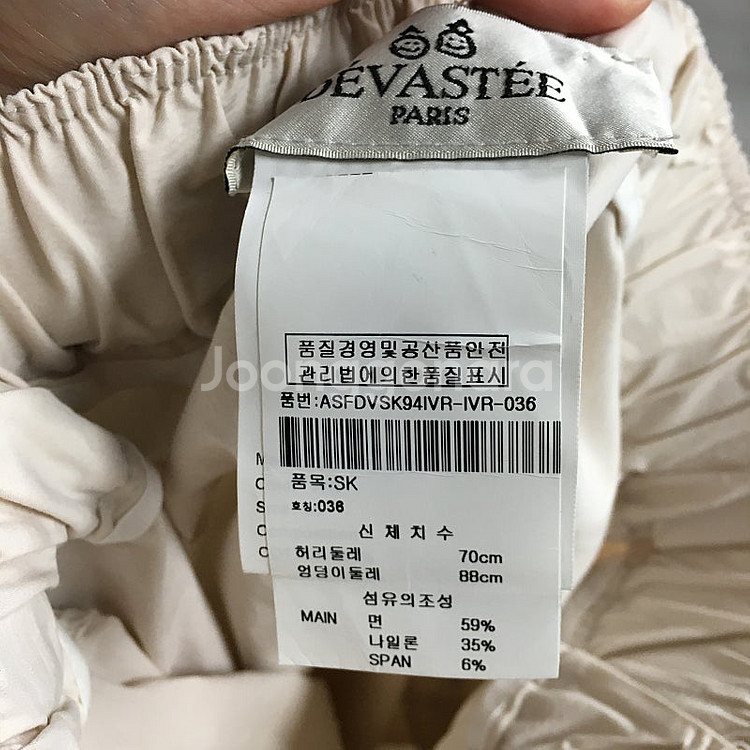 DÉVASTÉE
PARIS
품질경영및공산품안전
관리법에의한품질표시
품번:ASFDVSK94IVR-IVR-036
품목:SK
호칭:036
신체치수
허리둘레 70cm
엉덩이둘레 88cm
섬유의조성
MAIN 면 59%
나일론 35%
SPAN 6%